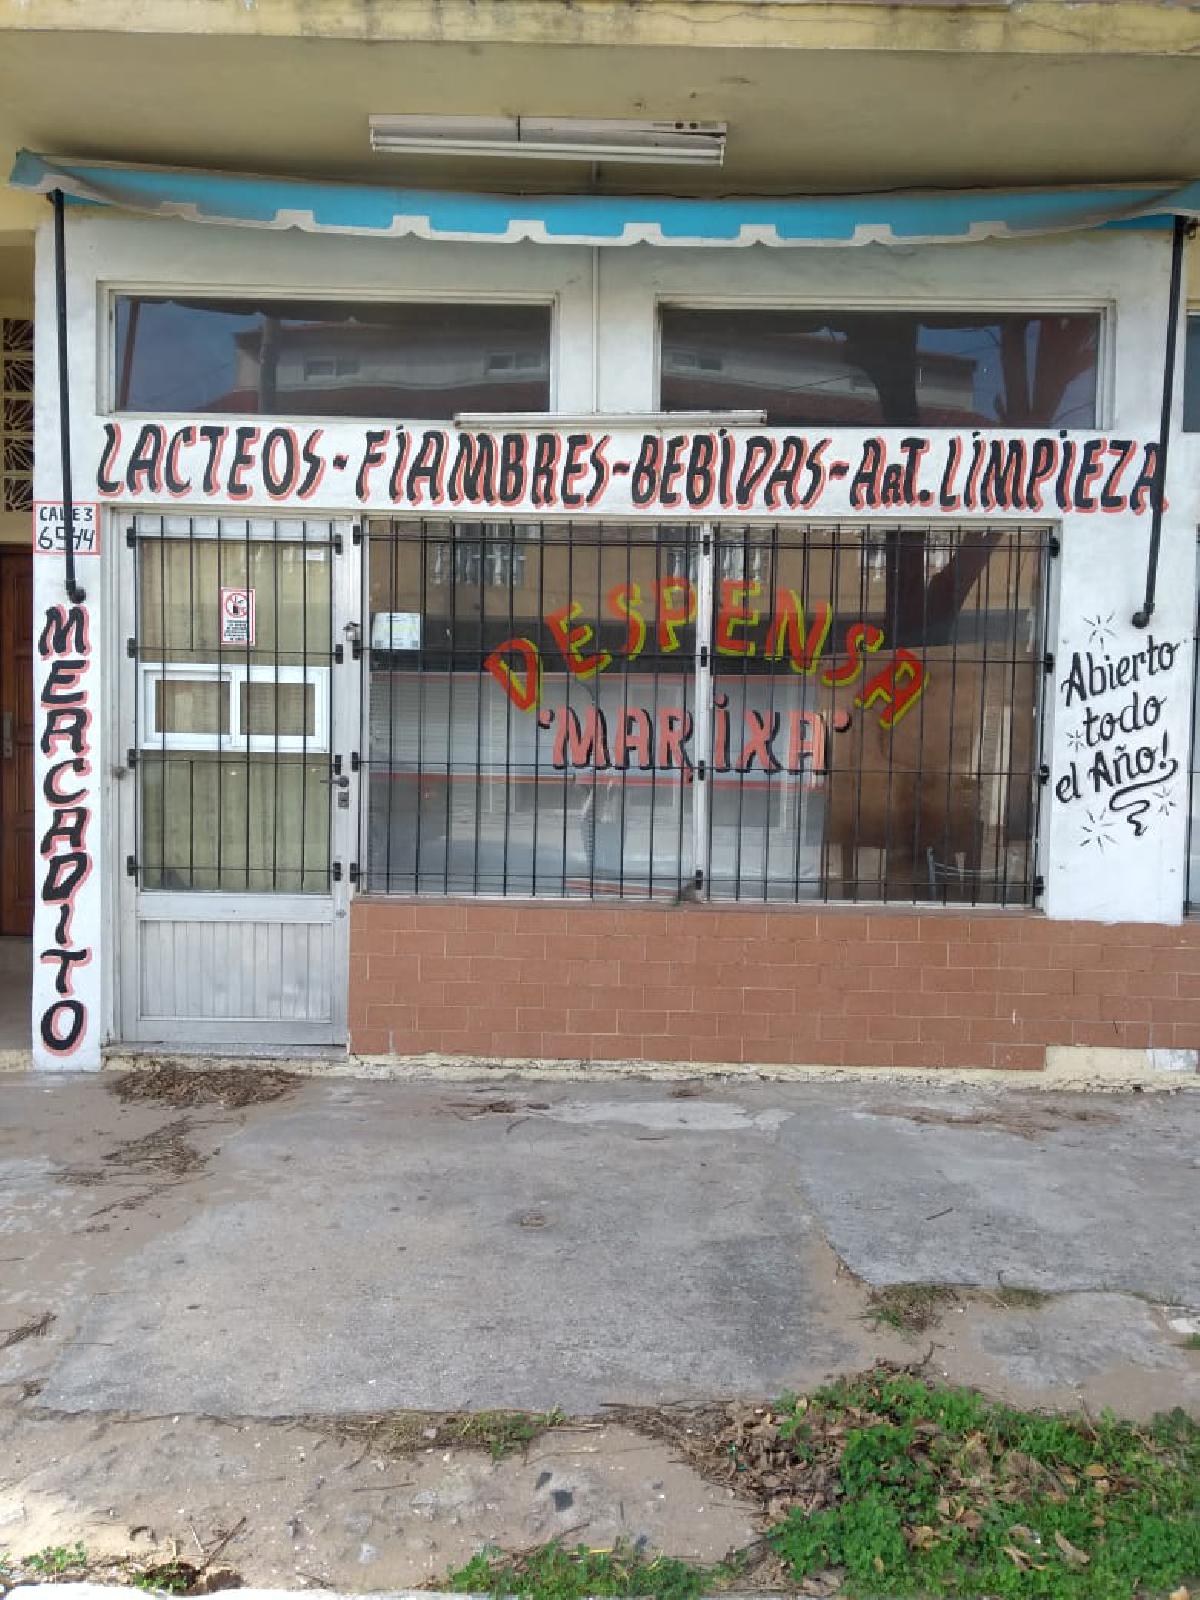 LACTEOS - FIAMBRES ~ BEBIDAS ~ ART. LIMPIEZA
CALLE 3
6544
MERCADITO
DESPENSA
"MARIXA"
Abierto
todo
el Año!